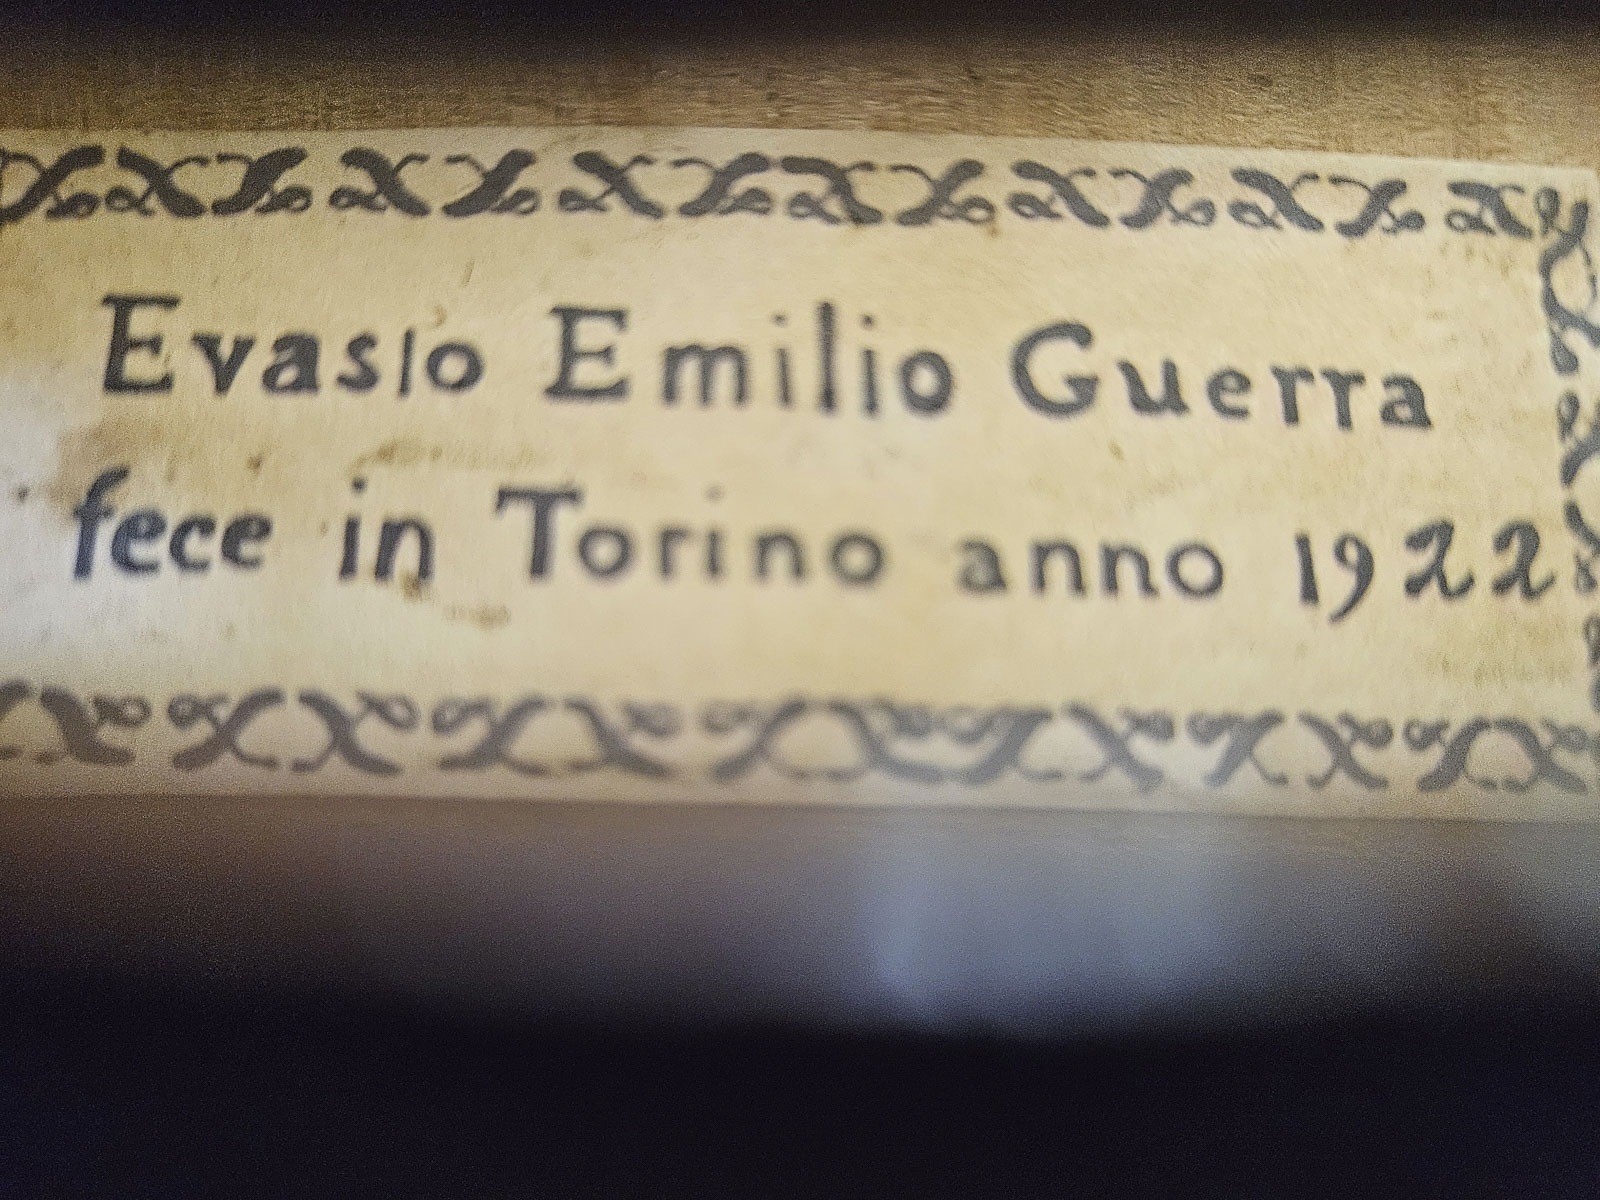 Evasio Emilio Guerra
fece in Torino anno 1922